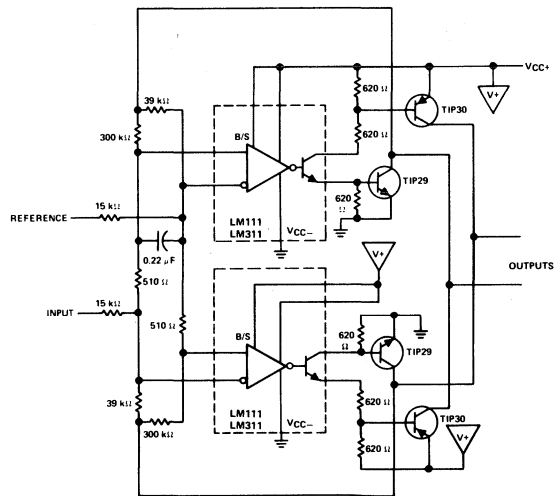 VCC+
620 Ω
TIP30
V+
39 kΩ
300 kΩ
B/S
620 Ω
TIP29
620
Ω
REFERENCE
15 kΩ
LM111
LM311
VCC−
0.22 μF
V+
OUTPUTS
510 Ω
INPUT
15 kΩ
510 Ω
B/S
620
Ω
TIP29
39 kΩ
620 Ω
TIP30
V+
300 kΩ
LM111
LM311
VCC−
620 Ω